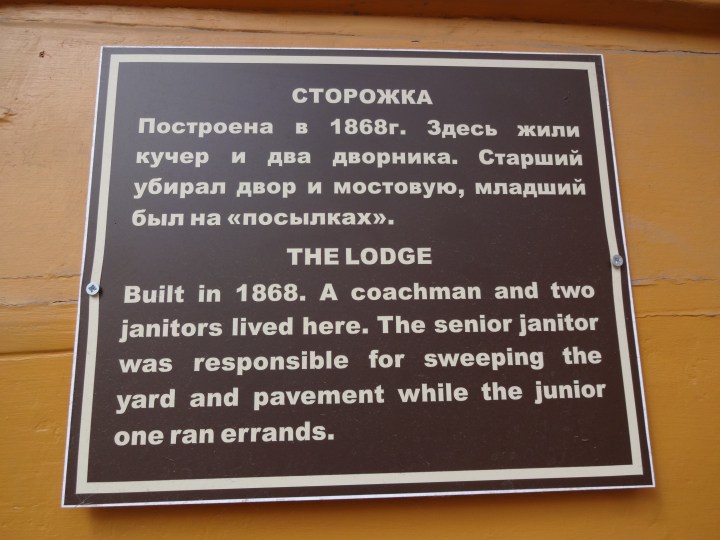 СТОРОЖКА
Построена в 1868г. Здесь жили
кучер и два дворника. Старший
убирал двор и мостовую, младший
был на «посылках».
THE LODGE
Built in 1868. A coachman and two
janitors lived here. The senior janitor
was responsible for sweeping the
yard and pavement while the junior
one ran errands.